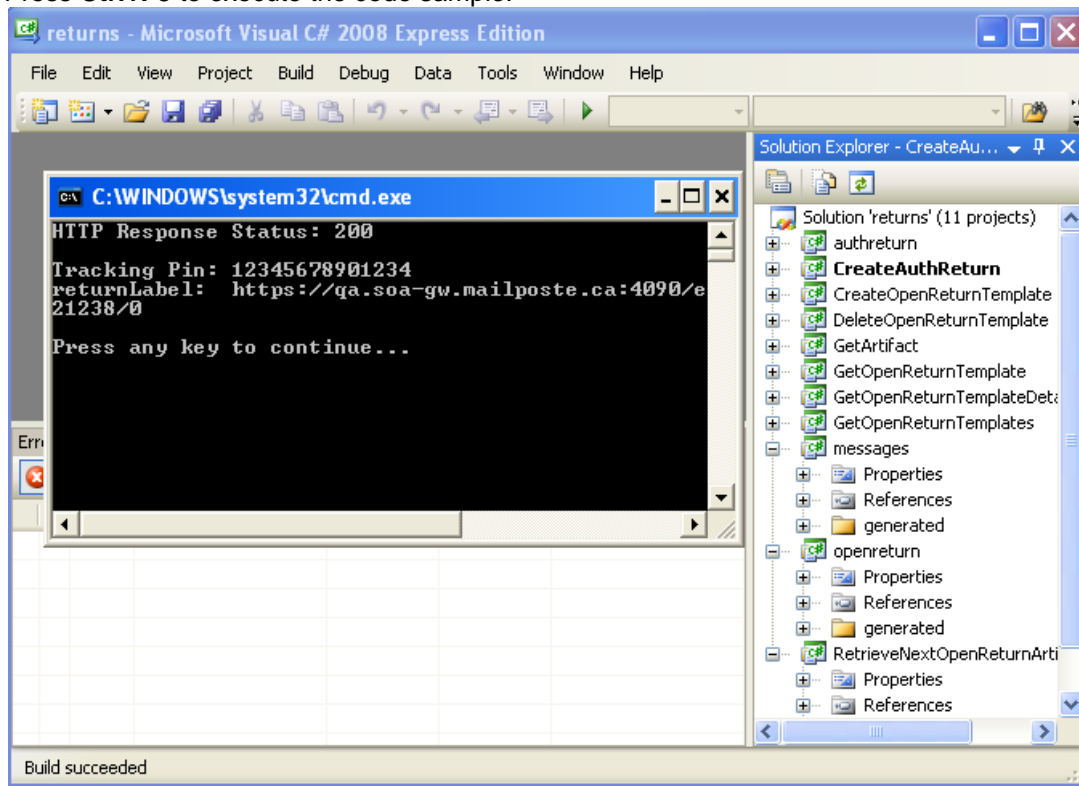 returns - Microsoft Visual C# 2008 Express Edition
File Edit View Project Build Debug Data Tools Window Help
Solution Explorer - CreateAu...
C:\WINDOWS\system32\cmd.exe
HTTP Response Status: 200
Tracking Pin: 12345678901234
returnLabel: https://qa.soa-gw.mailposte.ca:4090/e
21238/0
Press any key to continue...
Solution 'returns' (11 projects)
authreturn
CreateAuthReturn
CreateOpenReturnTemplate
DeleteOpenReturnTemplate
GetArtifact
GetOpenReturnTemplate
GetOpenReturnTemplateDeta
GetOpenReturnTemplates
messages
Properties
References
generated
openreturn
Properties
References
generated
RetrieveNextOpenReturnArti
Properties
References
Erro
Build succeeded